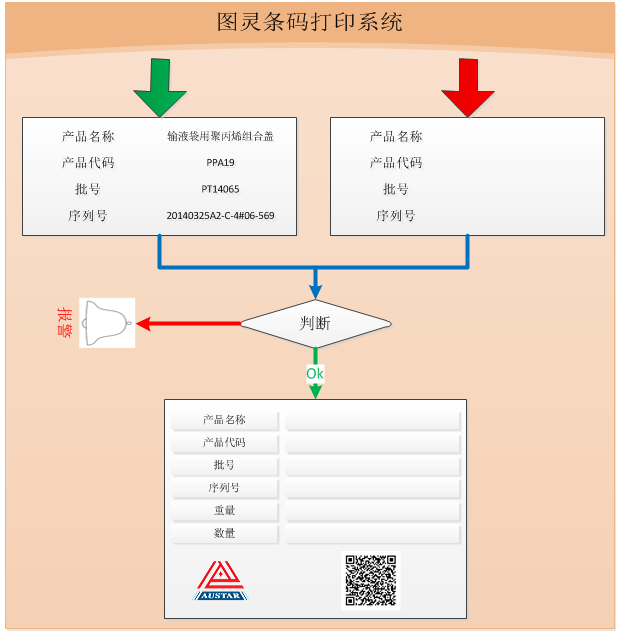 图灵条码打印系统
产品名称 输液袋用聚丙烯组合盖
产品代码 PPA19
批号 PT14065
序列号 20140325A2-C-4#06-569
产品名称
产品代码
批号
序列号
报警
判断
Ok
产品名称
产品代码
批号
序列号
重量
数量
AUSTAR